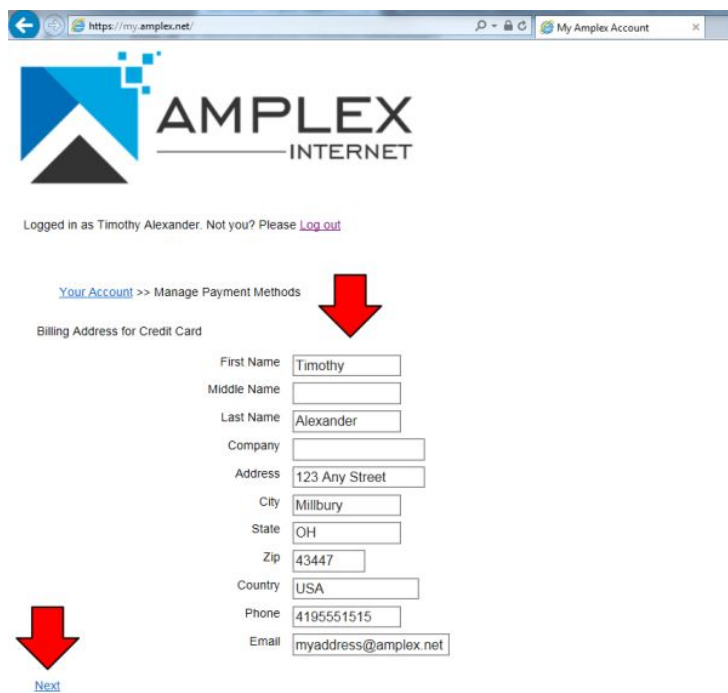 https://my.amplex.net/
My Amplex Account
AMPLEX
INTERNET
Logged in as Timothy Alexander. Not you? Please Log out
Your Account >> Manage Payment Methods
Billing Address for Credit Card
First Name Timothy
Middle Name
Last Name Alexander
Company
Address 123 Any Street
City Millbury
State OH
Zip 43447
Country USA
Phone 4195551515
Email myaddress@amplex.net
Next